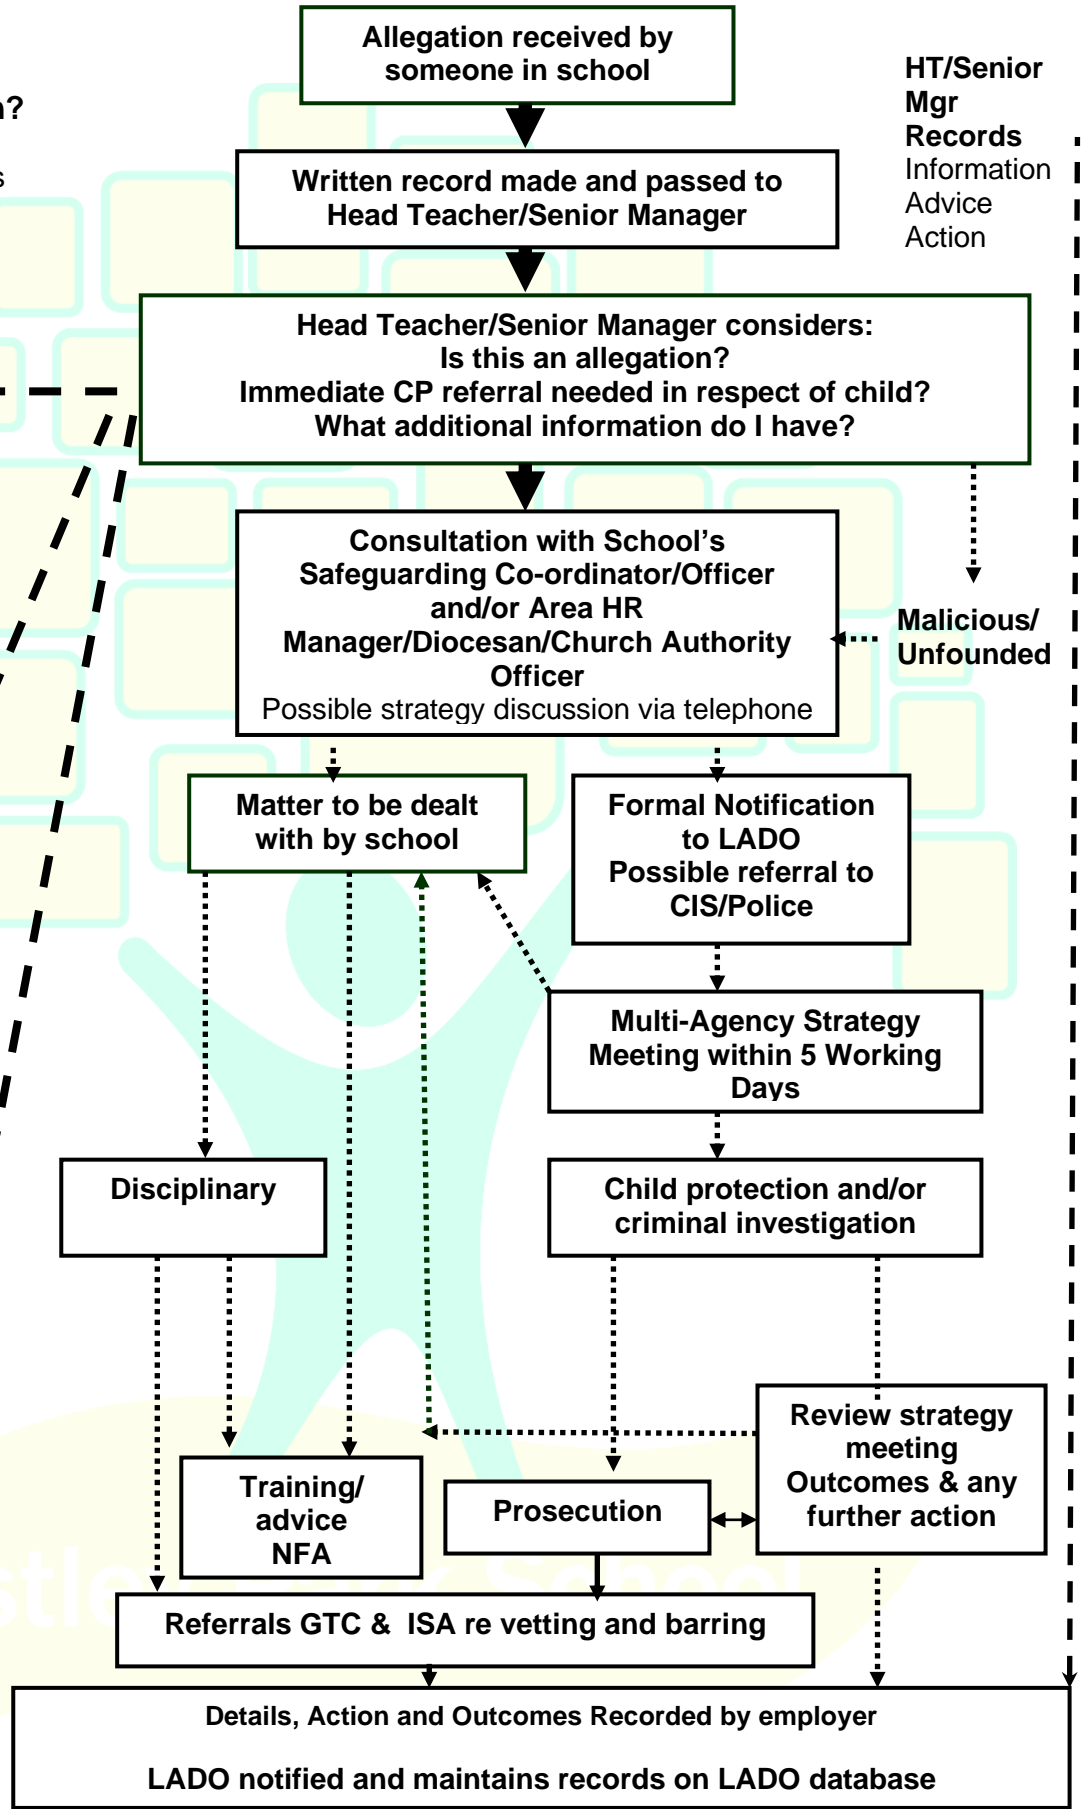 Allegation received by
someone in school
HT/Senior
Mgr
Records
Information
Advice
Action
Written record made and passed to
Head Teacher/Senior Manager
Head Teacher/Senior Manager considers:
Is this an allegation?
Immediate CP referral needed in respect of child?
What additional information do I have?
Consultation with School’s
Safeguarding Co-ordinator/Officer
and/or Area HR
Manager/Diocesan/Church Authority
Officer
Possible strategy discussion via telephone
Malicious/
Unfounded
Matter to be dealt
with by school
Formal Notification
to LADO
Possible referral to
CIS/Police
Multi-Agency Strategy
Meeting within 5 Working
Days
Disciplinary
Child protection and/or
criminal investigation
Review strategy
meeting
Outcomes & any
further action
Training/
advice
NFA
Prosecution
Referrals GTC & ISA re vetting and barring
Details, Action and Outcomes Recorded by employer
LADO notified and maintains records on LADO database